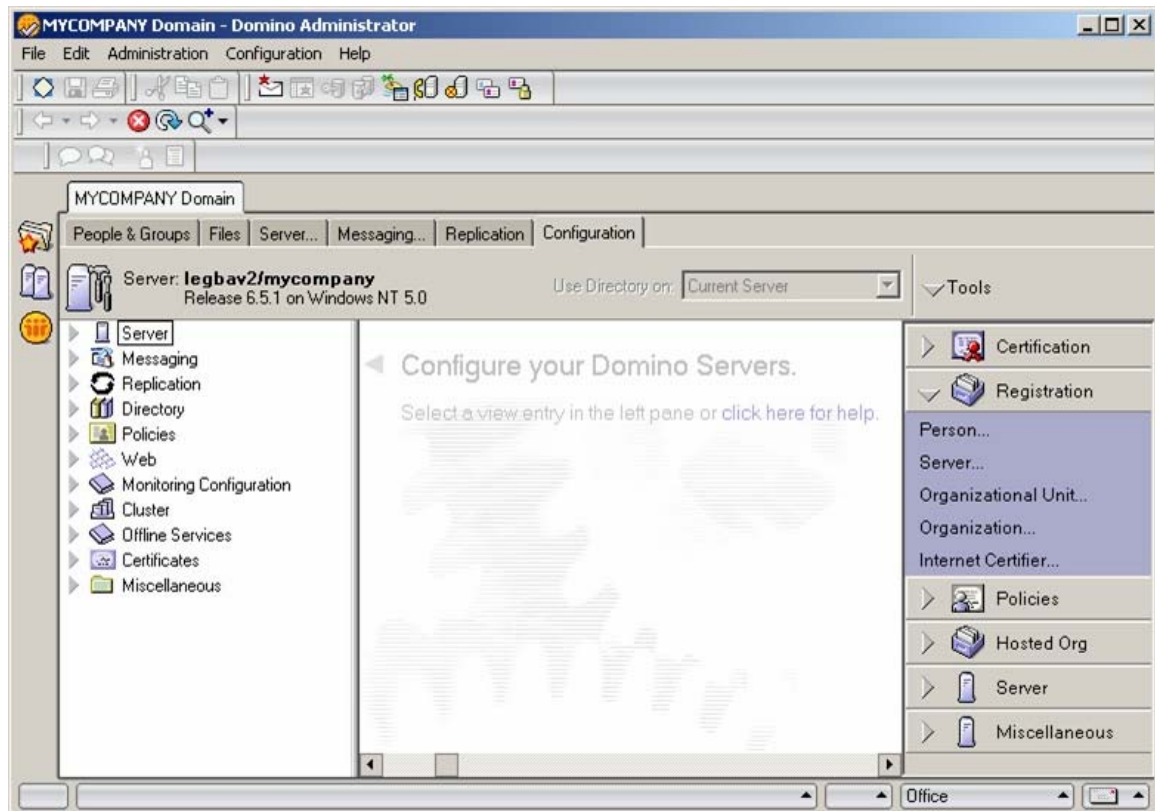 MYCOMPANY Domain - Domino Administrator
File Edit Administration Configuration Help
MYCOMPANY Domain
People & Groups Files Server... Messaging... Replication Configuration
Server: legbav2/mycompany
Release 6.5.1 on Windows NT 5.0
Use Directory on: Current Server
Tools
Server
Messaging
Replication
Directory
Policies
Web
Monitoring Configuration
Cluster
Offline Services
Certificates
Miscellaneous
Configure your Domino Servers.
Select a view entry in the left pane or click here for help.
Certification
Registration
Person...
Server...
Organizational Unit...
Organization...
Internet Certifier...
Policies
Hosted Org
Server
Miscellaneous
Office